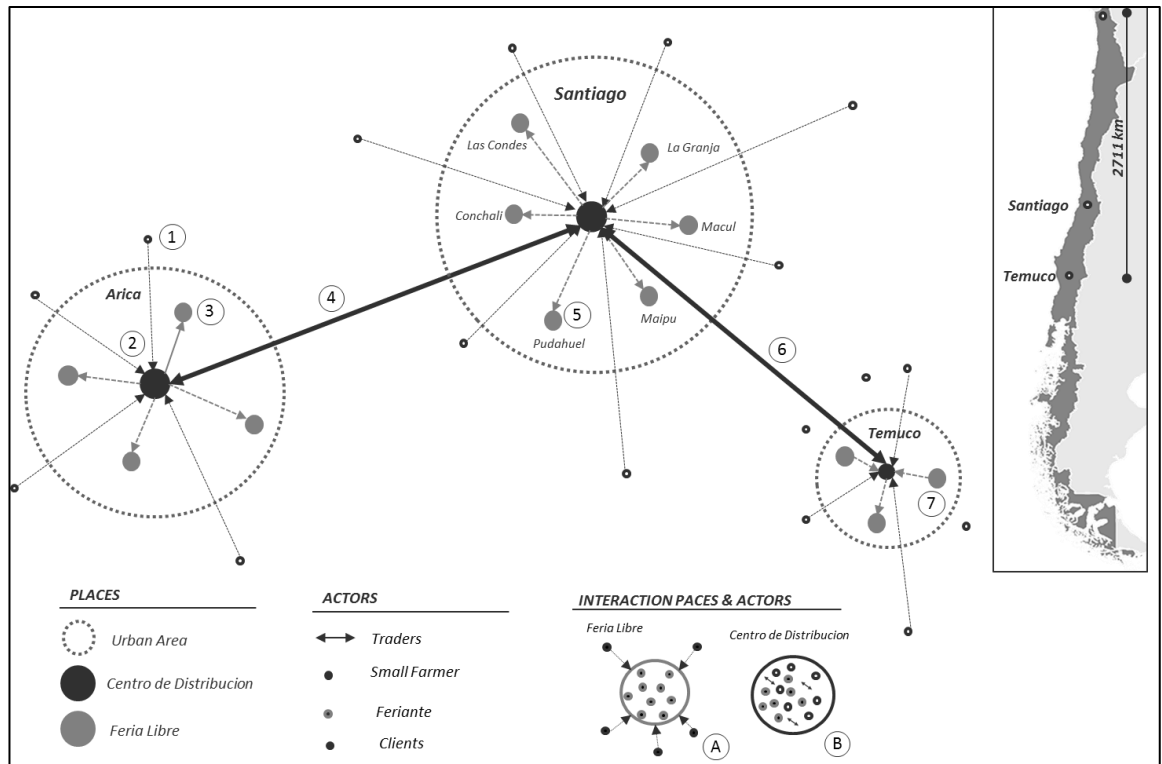 Santiago
Las Condes
La Granja
Conchali
Macul
Maipu
Pudahuel
5
1
Arica
3
2
4
6
Temuco
7
2711 km
Santiago
Temuco
PLACES
Urban Area
Centro de Distribucion
Feria Libre
ACTORS
Traders
Small Farmer
Feriante
Clients
INTERACTION PACES & ACTORS
Feria Libre
Centro de Distribucion
A
B